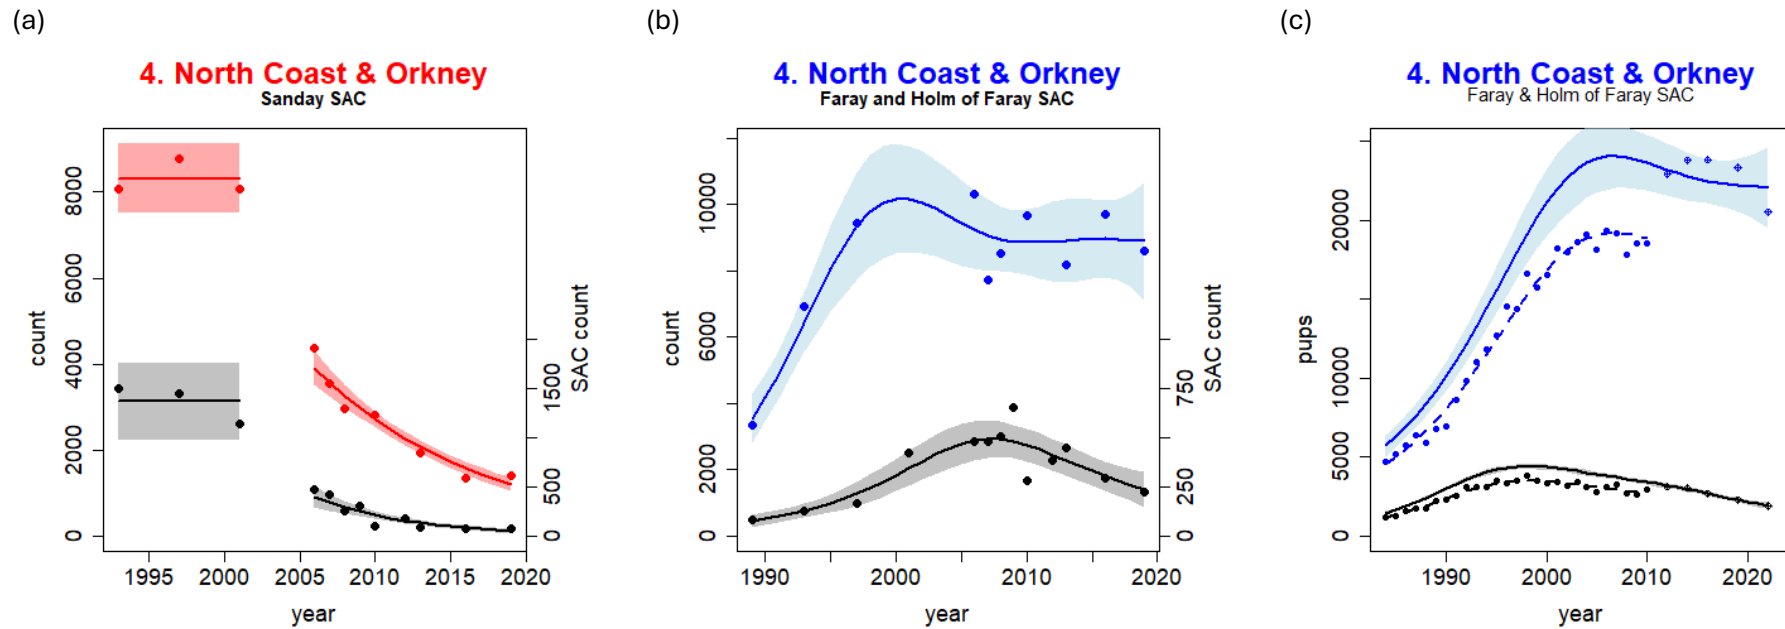 (a)
(b)
(c)
4. North Coast & Orkney
Sanday SAC
count
0
2000
4000
6000
8000
SAC count
0
500
1500
1995
2000
2005
2010
2015
2020
year
4. North Coast & Orkney
Faray and Holm of Faray SAC
count
0
2000
6000
10000
SAC count
0
250
750
1990
2000
2010
2020
year
4. North Coast & Orkney
Faray & Holm of Faray SAC
pups
0
5000
10000
20000
1990
2000
2010
2020
year